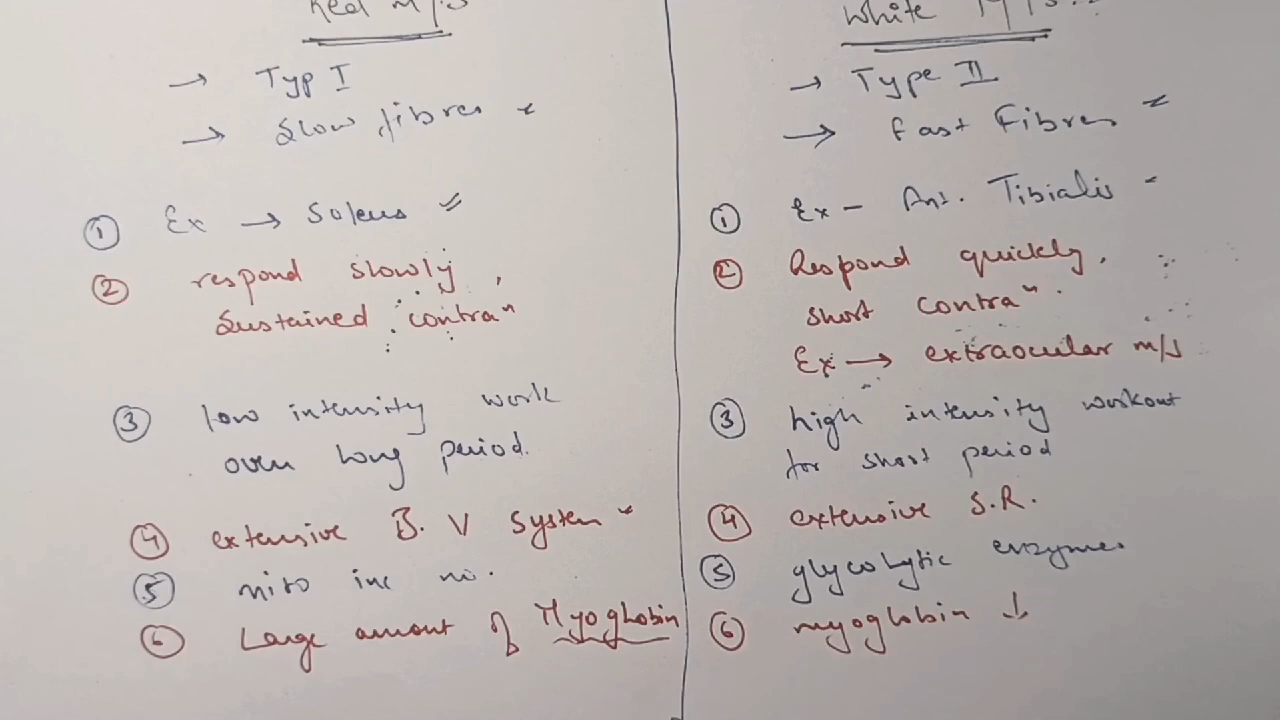 Red m/s
→ Typ I
→ Slow fibres
① Ex → Soleus
② respond slowly,
Sustained contraⁿ
③ low intensity work
over long period.
④ extensive B. V System
⑤ mito inc no.
⑥ Large amount of Myoglobin
White M/s
→ Type II
→ fast Fibres
① Ex - Ant. Tibialis
② Respond quickly,
short contraⁿ.
Ex → extraocular m/s
③ high intensity workout
for short period
④ extensive S.R.
⑤ glycolytic enzymes
⑥ myoglobin ↓